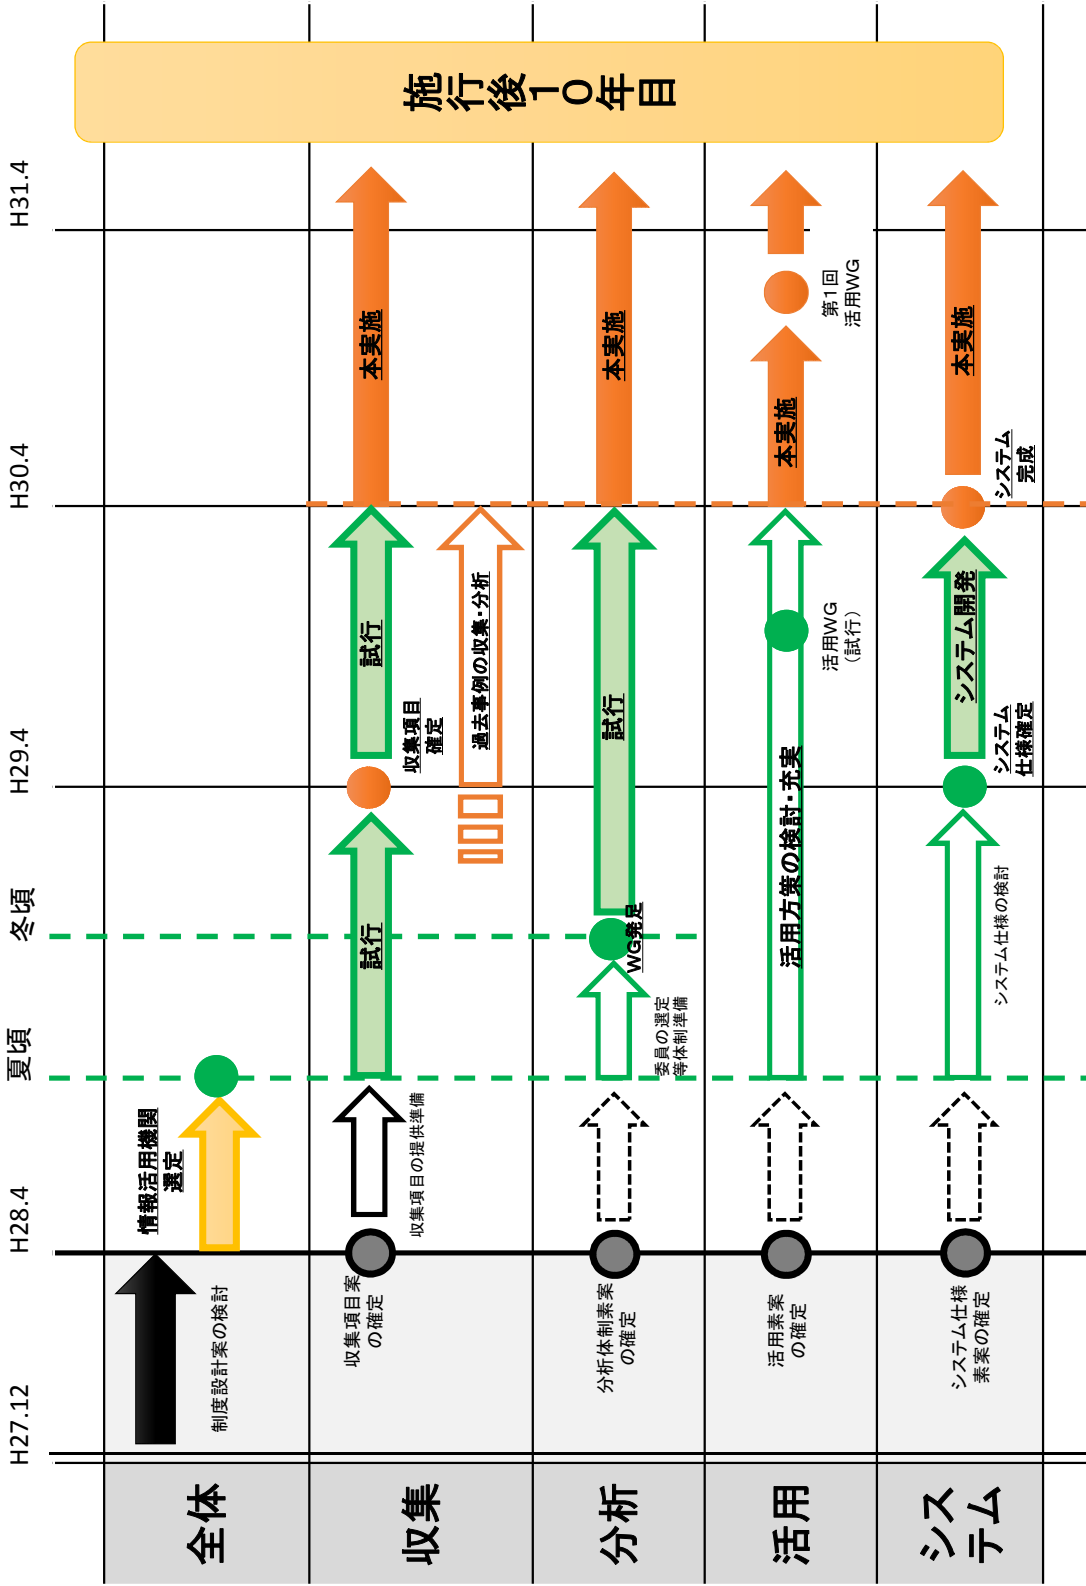 H27.12
H28.4
夏頃
冬頃
H29.4
H30.4
H31.4
全体
制度設計案の検討
情報活用機関
選定
収集
収集項目案
の確定
収集項目の提供準備
試行
収集項目
確定
試行
本実施
過去事例の収集・分析
分析
分析体制素案
の確定
委員の選定
等体制準備
WG発足
試行
本実施
活用
活用素案
の確定
活用方策の検討・充実
活用WG
（試行）
本実施
第1回
活用WG
シス
テム
システム仕様
素案の確定
システム仕様の検討
システム
仕様確定
システム開発
システム
完成
本実施
施行後10年目